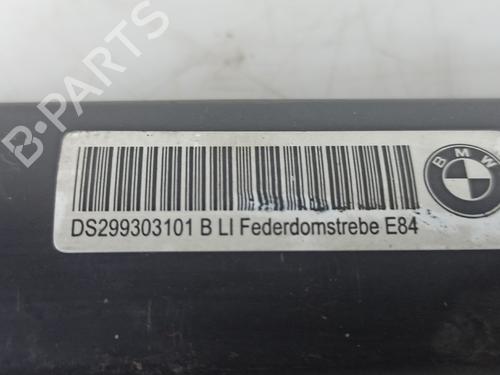 B-PARTS
BMW
DS299303101 B LI Federdomstrebe E84